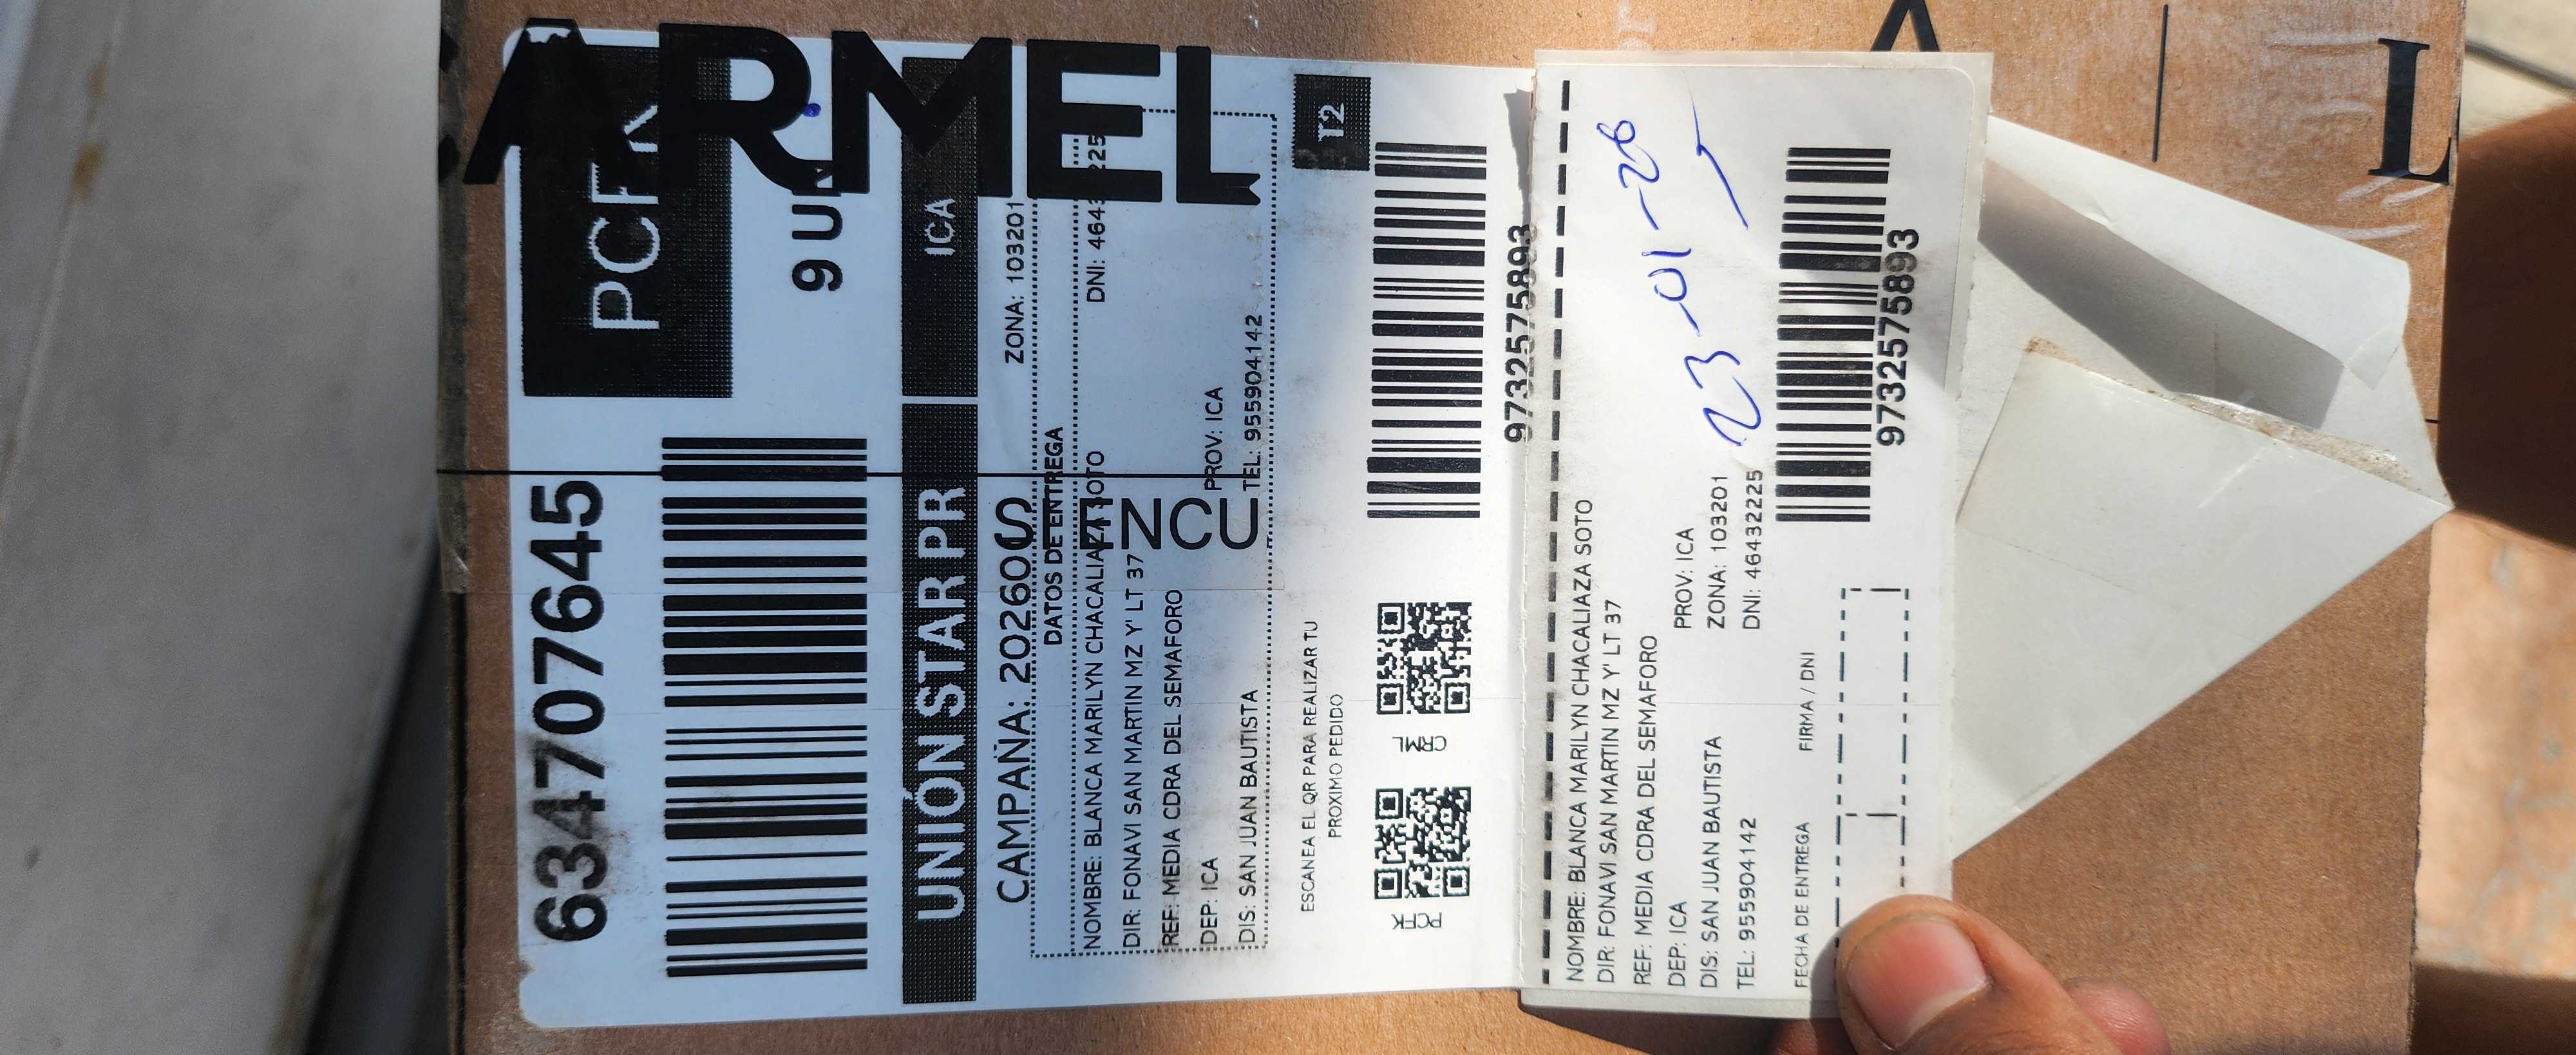 634707645
PCFK
9 UN
ARMEL
UNIÓN STAR PR
ICA
CAMPAÑA: 202601
ZONA: 103201
DATOS DE ENTREGA
NOMBRE: BLANCA MARILYN CHACALIAZA SOTO
DNI: 46432225
DIR: FONAVI SAN MARTIN MZ Y' LT 37
REF: MEDIA CDRA DEL SEMAFORO
DEP: ICA
PROV: ICA
DIS: SAN JUAN BAUTISTA
TEL: 955904142
ENCU
T2
ESCANEA EL QR PARA REALIZAR TU
PROXIMO PEDIDO
PCFK
CRML
9732575893
NOMBRE: BLANCA MARILYN CHACALIAZA SOTO
DIR: FONAVI SAN MARTIN MZ Y' LT 37
REF: MEDIA CDRA DEL SEMAFORO
DEP: ICA
PROV: ICA
DIS: SAN JUAN BAUTISTA
ZONA: 103201
TEL: 955904142
DNI: 46432225
23-01-26
FECHA DE ENTREGA
FIRMA / DNI
9732575893
L